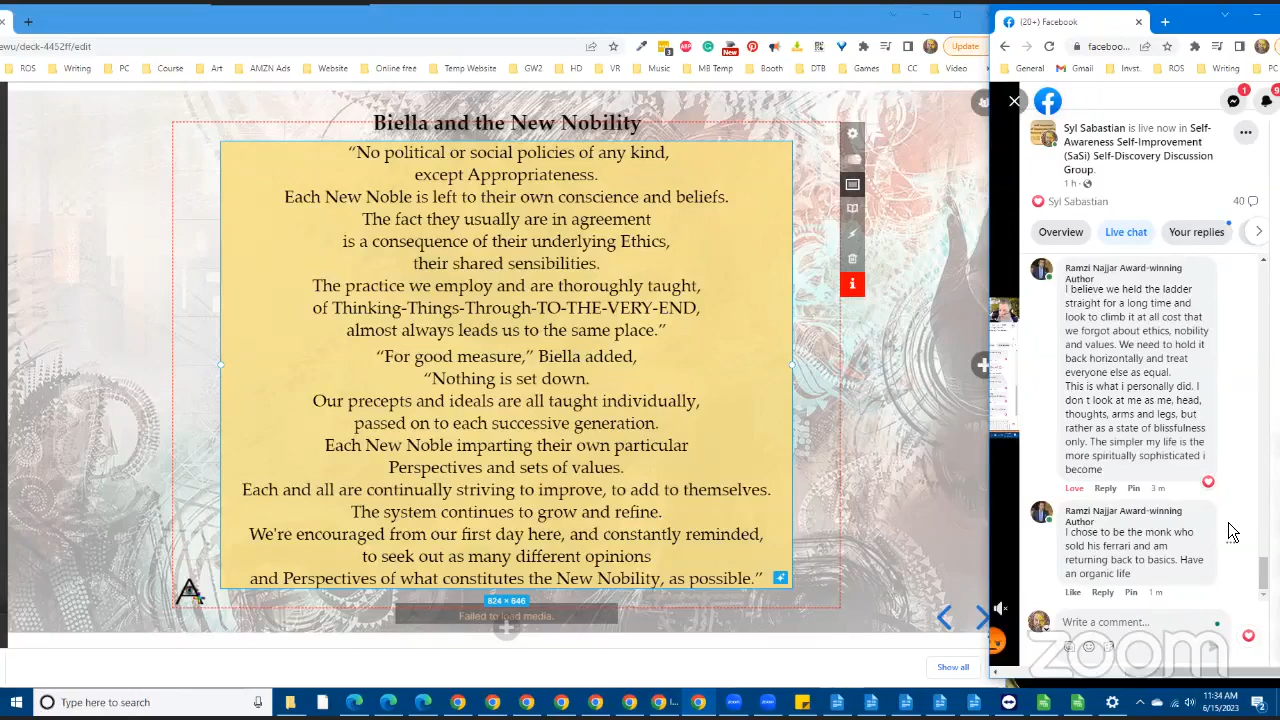 (20+) Facebook
ewu/deck-4452ff/edit
New
Update
faceboo...
ROS
Writing
PC
Course
Art
AMZN Ads
Website
Online free
Temp Website
GW2
HD
VR
Music
MB Temp
Booth
DTB
Games
CC
Video
General
Gmail
Invst.
ROS
Writing
PC
Biella and the New Nobility
“No political or social policies of any kind,
except Appropriateness.
Each New Noble is left to their own conscience and beliefs.
The fact they usually are in agreement
is a consequence of their underlying Ethics,
their shared sensibilities.
The practice we employ and are thoroughly taught,
of Thinking-Things-Through-TO-THE-VERY-END,
almost always leads us to the same place.”
“For good measure,” Biella added,
“Nothing is set down.
Our precepts and ideals are all taught individually,
passed on to each successive generation.
Each New Noble imparting their own particular
Perspectives and sets of values.
Each and all are continually striving to improve, to add to themselves.
The system continues to grow and refine.
We're encouraged from our first day here, and constantly reminded,
to seek out as many different opinions
and Perspectives of what constitutes the New Nobility, as possible.”
824 × 646
Failed to load media.
Show all
1
9
Syl Sabastian is live now in Self-
Awareness Self-Improvement
(SaSi) Self-Discovery Discussion
Group.
1 h
Syl Sabastian
40
Overview
Live chat
Your replies
Ramzi Najjar Award-winning
Author
I believe we held the ladder
straight for a long time and
look to climb it at all cost that
we forgot about ethics, nobility
and values. We need to hold it
back horizontally and treat
everyone else as equal.
This is what i personally did. I
don t look at me as me, head,
thoughts, arms and legs, but
rather as a state of blissfulness
only. The simpler my life is the
more spiritually sophisticated i
become
Love Reply Pin 3 m
Ramzi Najjar Award-winning
Author
I chose to be the monk who
sold his ferrari and am
returning back to basics. Have
an organic life
Like Reply Pin 1 m
Write a comment...
zoom
Type here to search
11:34 AM
6/15/2023
2